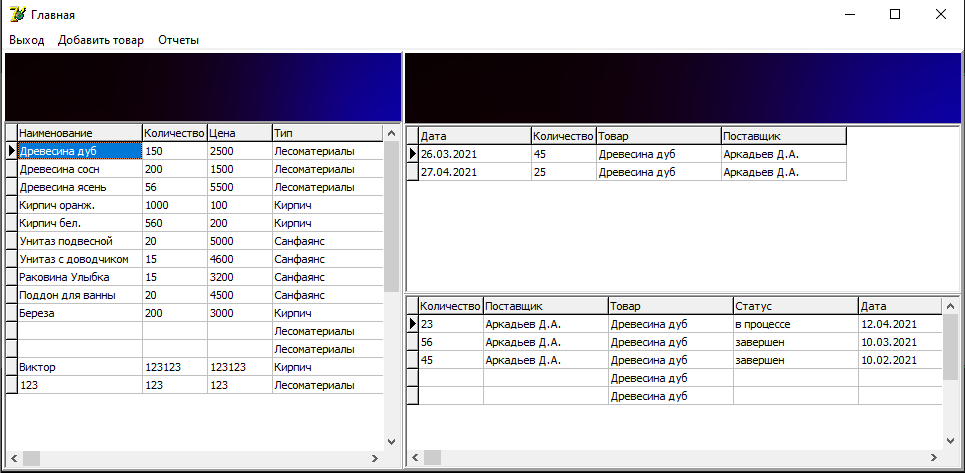 Главная
Выход Добавить товар Отчеты
Наименование Количество Цена Тип
Древесина дуб 150 2500 Лесоматериалы
Древесина сосн 200 1500 Лесоматериалы
Древесина ясень 56 5500 Лесоматериалы
Кирпич оранж. 1000 100 Кирпич
Кирпич бел. 560 200 Кирпич
Унитаз подвесной 20 5000 Санфаянс
Унитаз с доводчиком 15 4600 Санфаянс
Раковина Улыбка 15 3200 Санфаянс
Поддон для ванны 20 4500 Санфаянс
Береза 200 3000 Кирпич
Лесоматериалы
Лесоматериалы
Виктор 123123 123123 Кирпич
123 123 123 Лесоматериалы
Дата Количество Товар Поставщик
26.03.2021 45 Древесина дуб Аркадьев Д.А.
27.04.2021 25 Древесина дуб Аркадьев Д.А.
Количество Поставщик Товар Статус Дата
23 Аркадьев Д.А. Древесина дуб в процессе 12.04.2021
56 Аркадьев Д.А. Древесина дуб завершен 10.03.2021
45 Аркадьев Д.А. Древесина дуб завершен 10.02.2021
Древесина дуб
Древесина дуб